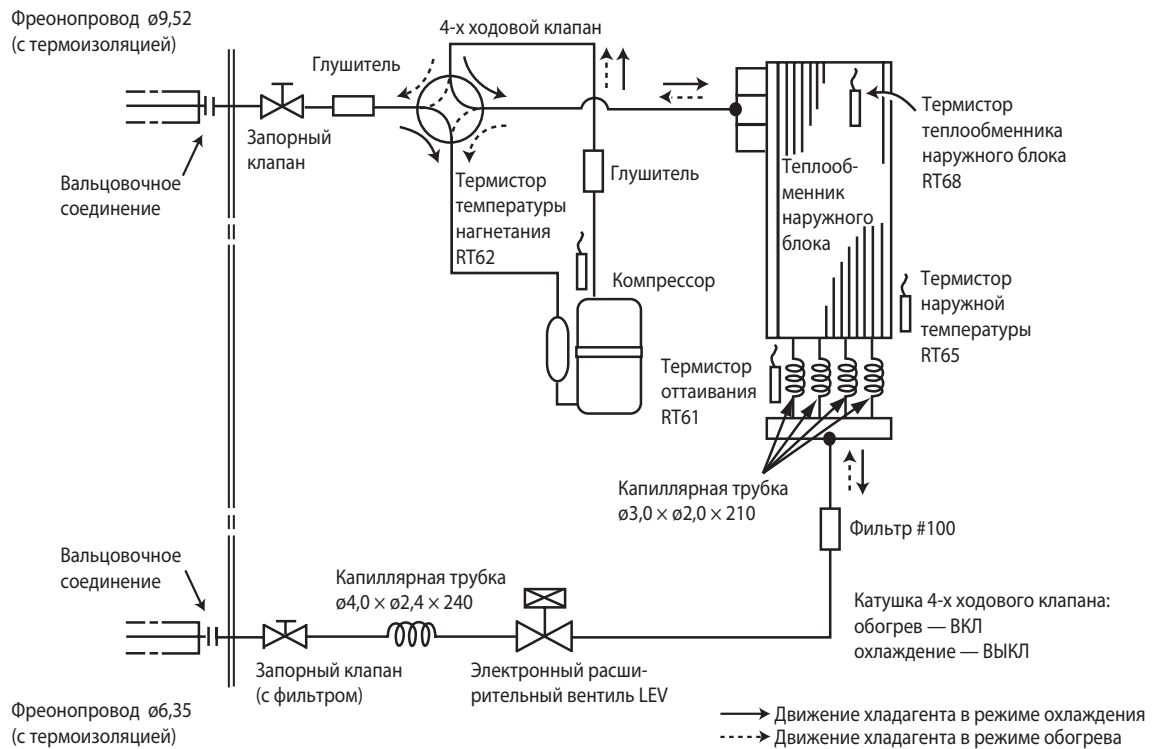 Фреонопровод ø9,52
(с термоизоляцией)
4-х ходовой клапан
Глушитель
Запорный
клапан
Вальцовочное
соединение
Термистор
температуры
нагнетания
RT62
Глушитель
Компрессор
Теплооб-
менник
наружного
блока
Термистор
теплообменника
наружного блока
RT68
Термистор
наружной
температуры
RT65
Термистор
оттаивания
RT61
Капиллярная трубка
ø3,0 × ø2,0 × 210
Фильтр #100
Вальцовочное
соединение
Капиллярная трубка
ø4,0 × ø2,4 × 240
Запорный клапан
(с фильтром)
Электронный расши-
рительный вентиль LEV
Катушка 4-х ходового клапана:
обогрев — ВКЛ
охлаждение — ВЫКЛ
Фреонопровод ø6,35
(с термоизоляцией)
Движение хладагента в режиме охлаждения
Движение хладагента в режиме обогрева